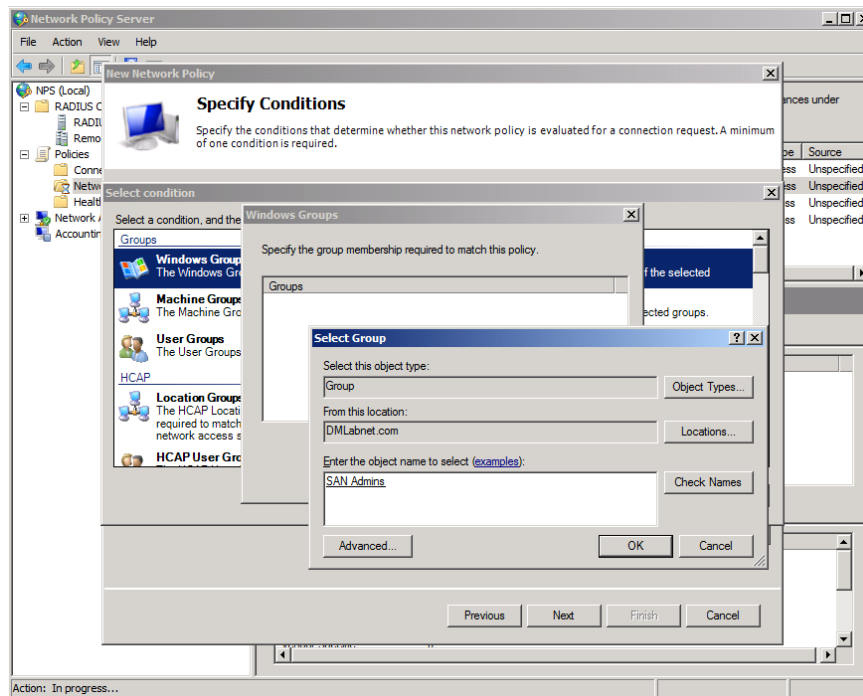 Network Policy Server
File Action View Help
NPS (Local)
RADIUS C
RADIU
Remo
Policies
Conne
Netwo
Healt
Network A
Accountin
New Network Policy
Specify Conditions
Specify the conditions that determine whether this network policy is evaluated for a connection request. A minimum
of one condition is required.
ances under
pe Source
ess Unspecified
ess Unspecified
ess Unspecified
ss Unspecified
Select condition
Select a condition, and the
Groups
Windows Group
The Windows Gr
f the selected
Machine Groups
The Machine Gro
ected groups.
User Groups
The User Groups
HCAP
Location Groups
The HCAP Locati
required to match
network access s
HCAP User Gro
Windows Groups
Specify the group membership required to match this policy.
Groups
Select Group
Select this object type:
Group
Object Types...
From this location:
DMLabnet.com
Locations...
Enter the object name to select (examples):
SAN Admins
Check Names
Advanced...
OK
Cancel
Previous
Next
Finish
Cancel
Action: In progress...